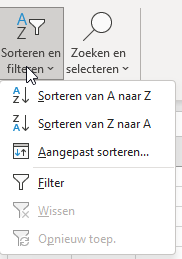 Sorteren en
filteren
Zoeken en
selecteren
Sorteren van A naar Z
Sorteren van Z naar A
Aangepast sorteren...
Filter
Wissen
Opnieuw toep.